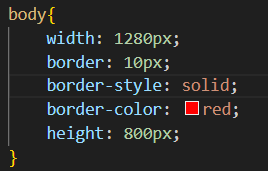 body{
    width: 1280px;
    border: 10px;
    border-style: solid;
    border-color: red;
    height: 800px;
}